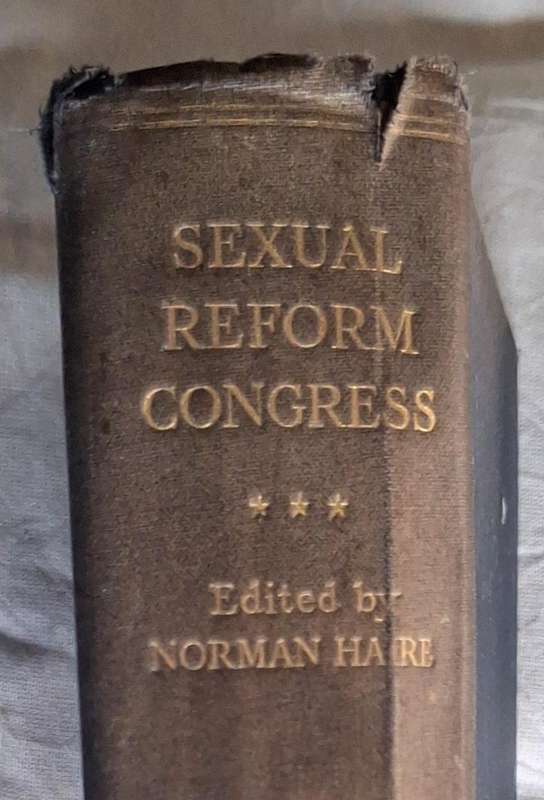 SEXUAL
REFORM
CONGRESS
★ ★ ★
Edited by
NORMAN HAIRE